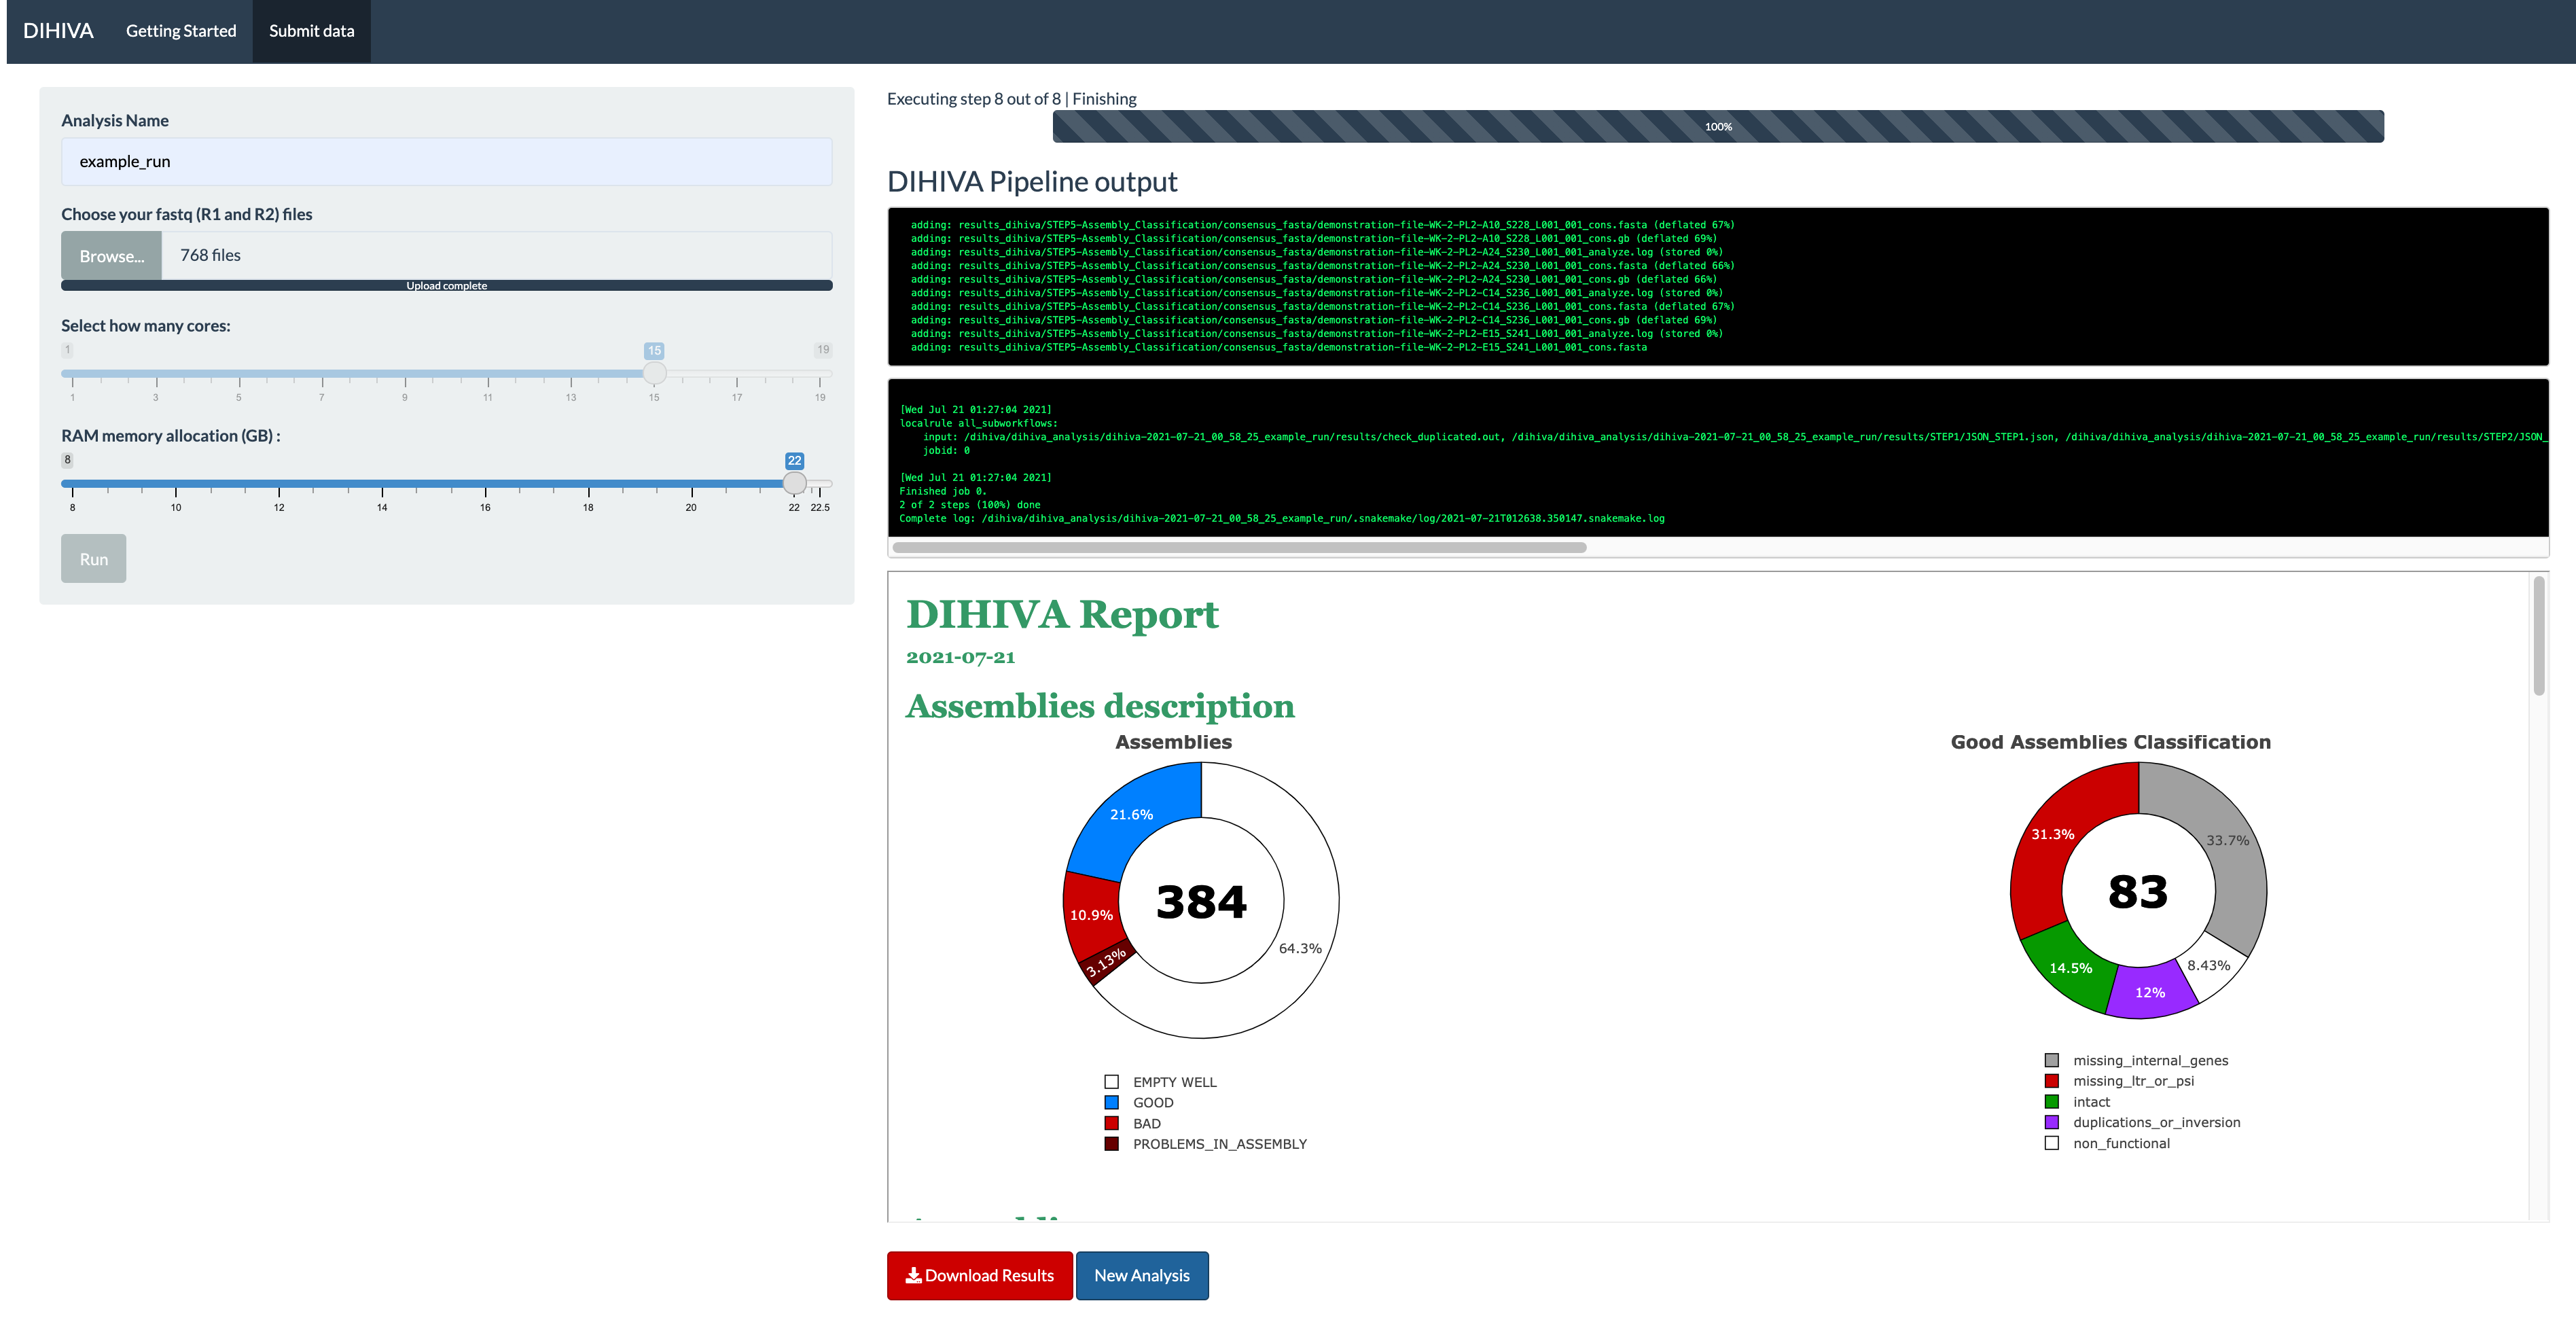 DIHIVA Getting Started Submit data
Analysis Name
example_run
Choose your fastq (R1 and R2) files
Browse... 768 files
Upload complete
Select how many cores:
1 15 19
1 3 5 7 9 11 13 15 17 19
RAM memory allocation (GB) :
8 22
8 10 12 14 16 18 20 22 22.5
Run
Executing step 8 out of 8 | Finishing
100%
DIHIVA Pipeline output
adding: results_dihiva/STEP5-Assembly_Classification/consensus_fasta/demonstration-file-WK-2-PL2-A10_S228_L001_001_cons.fasta (deflated 67%)
adding: results_dihiva/STEP5-Assembly_Classification/consensus_fasta/demonstration-file-WK-2-PL2-A10_S228_L001_001_cons.gb (deflated 69%)
adding: results_dihiva/STEP5-Assembly_Classification/consensus_fasta/demonstration-file-WK-2-PL2-A24_S230_L001_001_analyze.log (stored 0%)
adding: results_dihiva/STEP5-Assembly_Classification/consensus_fasta/demonstration-file-WK-2-PL2-A24_S230_L001_001_cons.fasta (deflated 66%)
adding: results_dihiva/STEP5-Assembly_Classification/consensus_fasta/demonstration-file-WK-2-PL2-A24_S230_L001_001_cons.gb (deflated 66%)
adding: results_dihiva/STEP5-Assembly_Classification/consensus_fasta/demonstration-file-WK-2-PL2-C14_S236_L001_001_analyze.log (stored 0%)
adding: results_dihiva/STEP5-Assembly_Classification/consensus_fasta/demonstration-file-WK-2-PL2-C14_S236_L001_001_cons.fasta (deflated 67%)
adding: results_dihiva/STEP5-Assembly_Classification/consensus_fasta/demonstration-file-WK-2-PL2-C14_S236_L001_001_cons.gb (deflated 69%)
adding: results_dihiva/STEP5-Assembly_Classification/consensus_fasta/demonstration-file-WK-2-PL2-E15_S241_L001_001_analyze.log (stored 0%)
adding: results_dihiva/STEP5-Assembly_Classification/consensus_fasta/demonstration-file-WK-2-PL2-E15_S241_L001_001_cons.fasta
[Wed Jul 21 01:27:04 2021]
localrule all_subworkflows:
input: /dihiva/dihiva_analysis/dihiva-2021-07-21_00_58_25_example_run/results/check_duplicated.out, /dihiva/dihiva_analysis/dihiva-2021-07-21_00_58_25_example_run/results/STEP1/JSON_STEP1.json, /dihiva/dihiva_analysis/dihiva-2021-07-21_00_58_25_example_run/results/STEP2/JSON_
jobid: 0
[Wed Jul 21 01:27:04 2021]
Finished job 0.
2 of 2 steps (100%) done
Complete log: /dihiva/dihiva_analysis/dihiva-2021-07-21_00_58_25_example_run/.snakemake/log/2021-07-21T012638.350147.snakemake.log
DIHIVA Report
2021-07-21
Assemblies description
Assemblies
21.6%
10.9%
3.13%
64.3%
384
EMPTY WELL
GOOD
BAD
PROBLEMS_IN_ASSEMBLY
Good Assemblies Classification
31.3%
33.7%
14.5%
12%
8.43%
83
missing_internal_genes
missing_ltr_or_psi
intact
duplications_or_inversion
non_functional
Download Results New Analysis